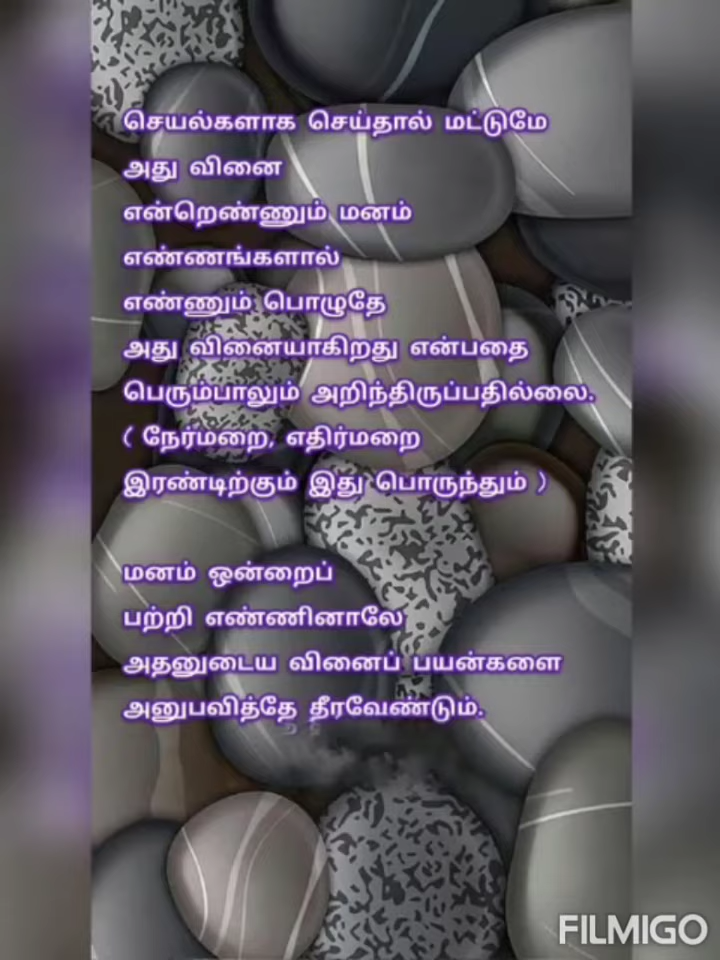 செயல்களாக செய்தால் மட்டுமே
அது வினை
என்றெண்ணும் மனம்
எண்ணங்களால்
எண்ணும் பொழுதே
அது வினையாகிறது என்பதை
பெரும்பாலும் அறிந்திருப்பதில்லை.
( நேர்மறை, எதிர்மறை
இரண்டிற்கும் இது பொருந்தும் )
மனம் ஒன்றைப்
பற்றி எண்ணினாலே
அதனுடைய வினைப் பயன்களை
அனுபவித்தே தீரவேண்டும்.
FILMIGO